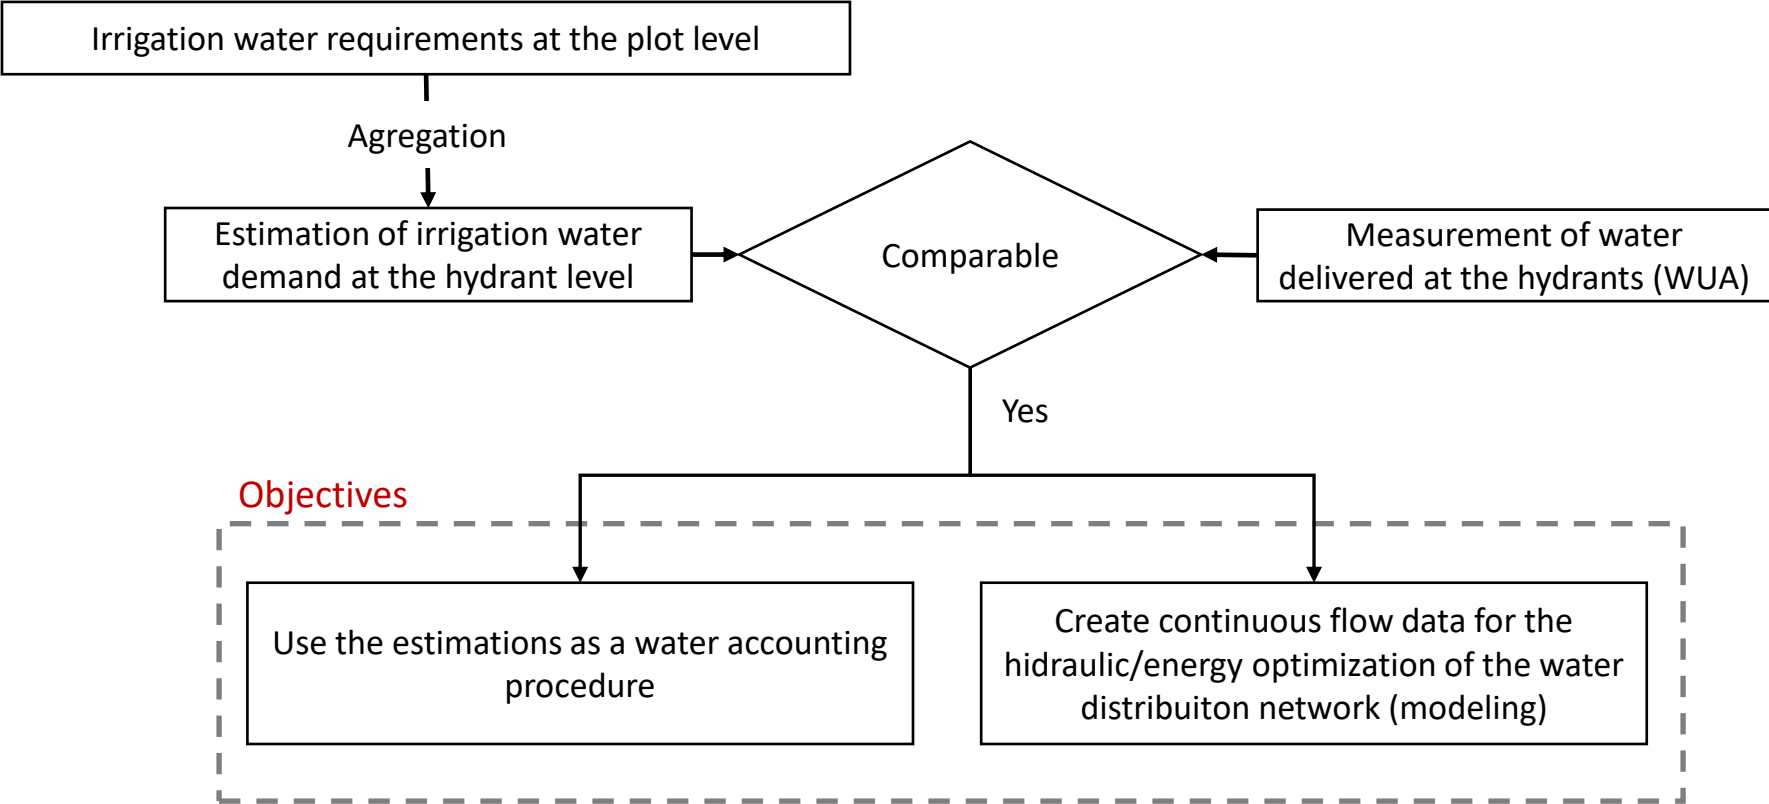 Irrigation water requirements at the plot level
Agregation
Estimation of irrigation water
demand at the hydrant level
Comparable
Measurement of water
delivered at the hydrants (WUA)
Yes
Objectives
Use the estimations as a water accounting
procedure
Create continuous flow data for the
hidraulic/energy optimization of the water
distribuiton network (modeling)